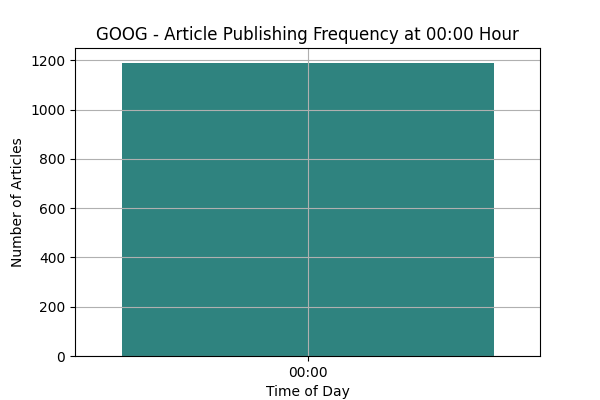 GOOG - Article Publishing Frequency at 00:00 Hour
1200
1000
800
600
400
200
0
Number of Articles
00:00
Time of Day